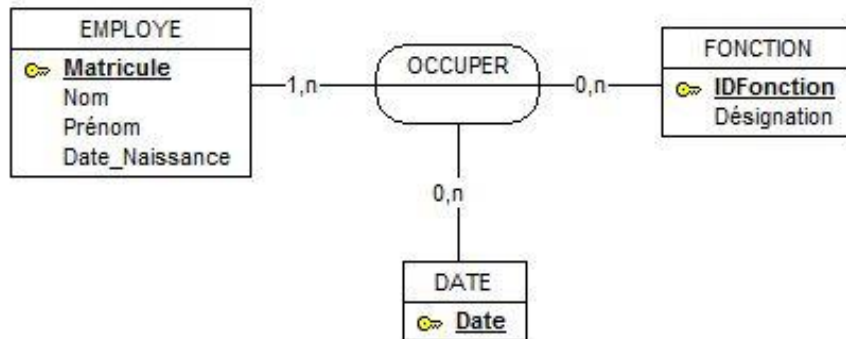 EMPLOYE
Matricule
Nom
Prénom
Date_Naissance
1,n
OCCUPER
0,n
FONCTION
IDFonction
Désignation
0,n
DATE
Date